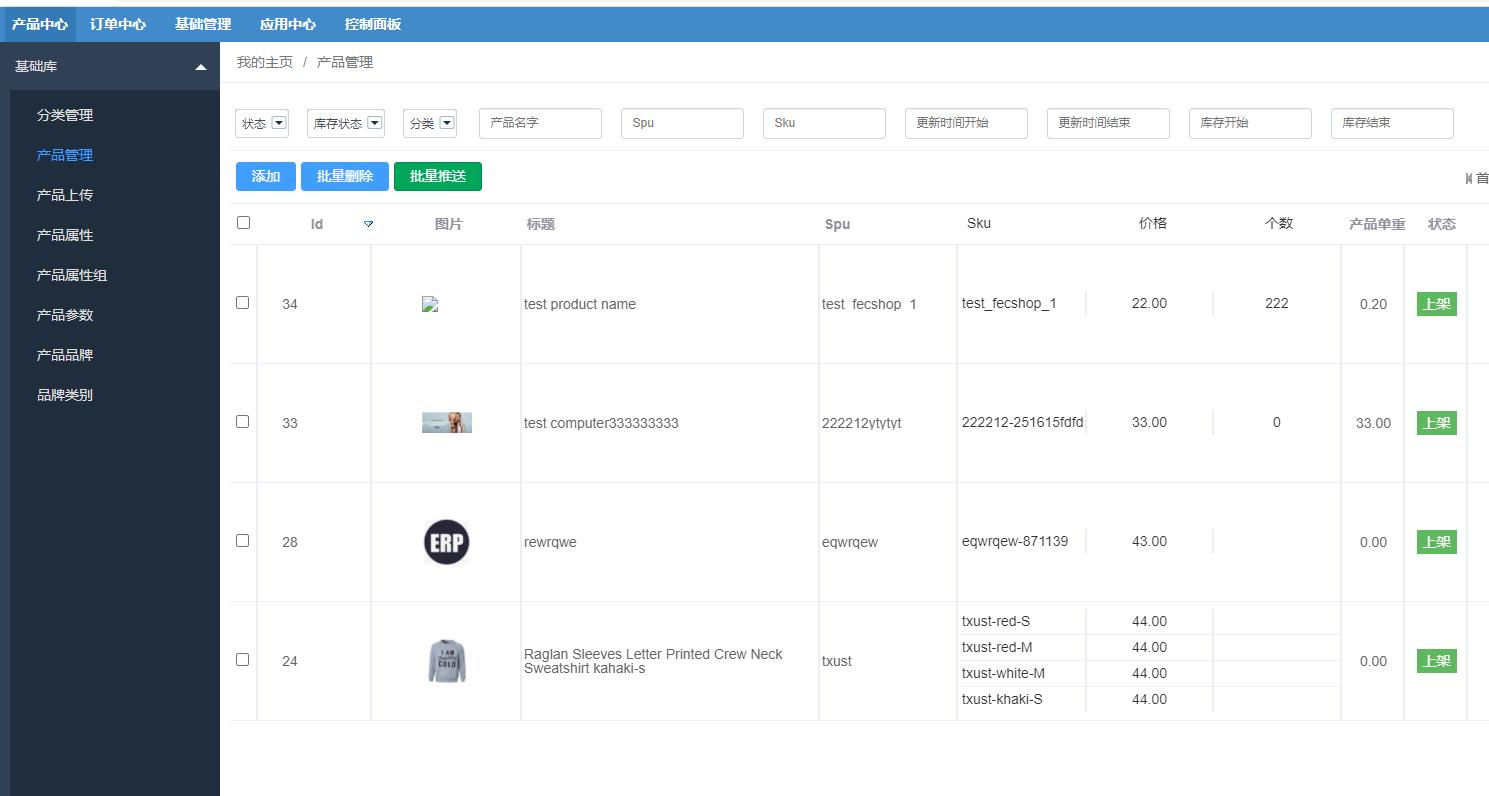 产品中心 订单中心 基础管理 应用中心 控制面板
基础库
我的主页 / 产品管理
分类管理
产品管理
产品上传
产品属性
产品属性组
产品参数
产品品牌
品牌类别
状态 库存状态 分类 产品名字 Spu Sku 更新时间开始 更新时间结束 库存开始 库存结束
添加 批量删除 批量推送 首
Id 图片 标题 Spu Sku 价格 个数 产品单重 状态
34 test product name test_fecshop_1 test_fecshop_1 22.00 222 0.20 上架
33 test computer333333333 222212ytytyt 222212-251615fdfd 33.00 0 33.00 上架
28 ERP rewrqwe eqwrqew eqwrqew-871139 43.00 0.00 上架
24 I AM COLD Raglan Sleeves Letter Printed Crew Neck
Sweatshirt kahaki-s txust 0.00 上架
txust-red-S 44.00
txust-red-M 44.00
txust-white-M 44.00
txust-khaki-S 44.00